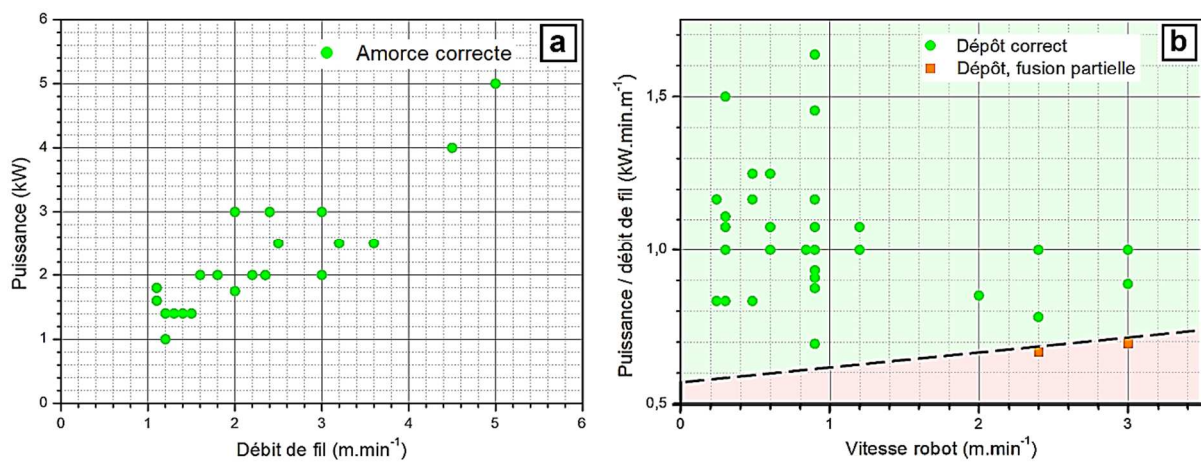 6
5
4
3
2
1
0
Puissance (kW)
Amorce correcte
a
0
1
2
3
4
5
6
Débit de fil (m.min⁻¹)
1,5
1,0
0,5
Puissance / débit de fil (kW.min.m⁻¹)
Dépôt correct
Dépôt, fusion partielle
b
0
1
2
3
Vitesse robot (m.min⁻¹)